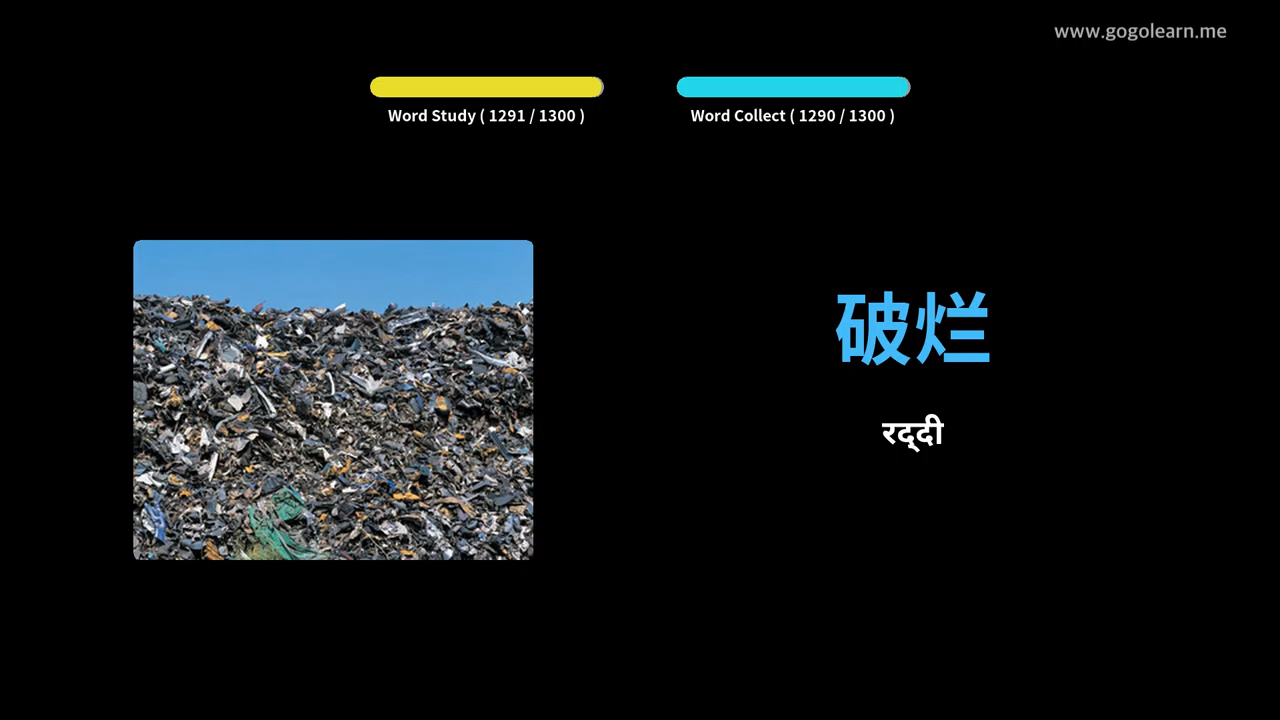 www.gogolearn.me
Word Study ( 1291 / 1300 )
Word Collect ( 1290 / 1300 )
破烂
रद्दी